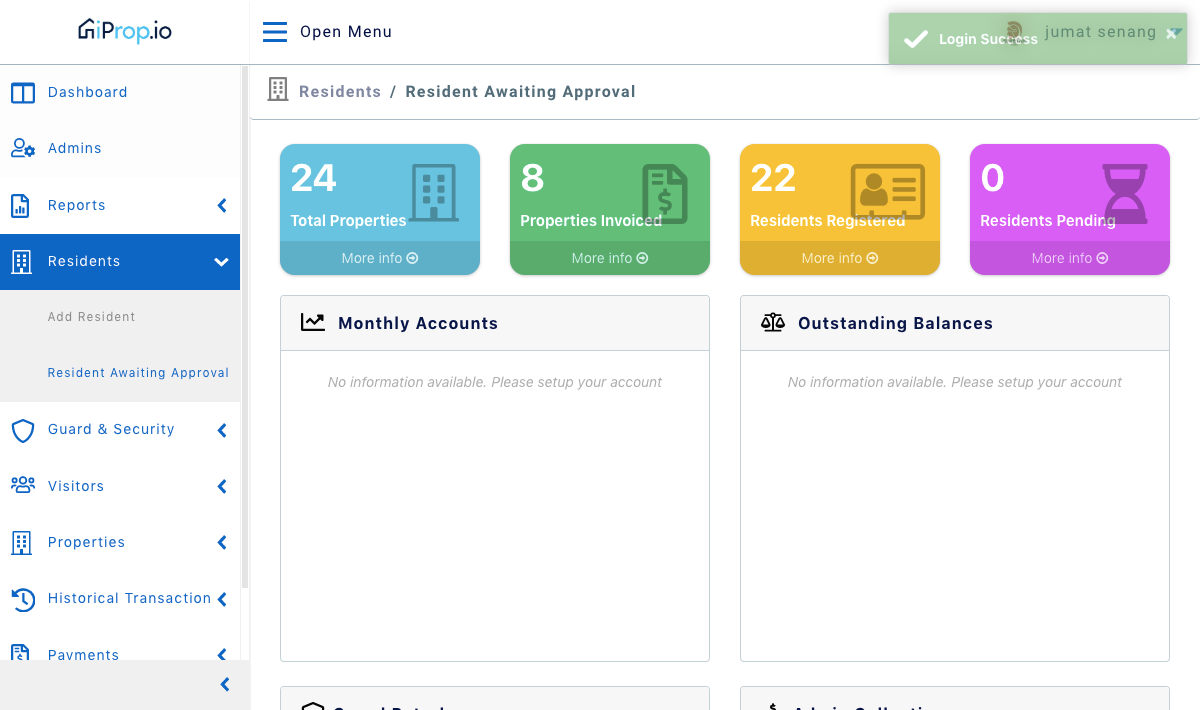 iProp.io
Open Menu
Login Success
jumat senang
×
Dashboard
Admins
Reports
Residents
Add Resident
Resident Awaiting Approval
Guard & Security
Visitors
Properties
Historical Transaction
Payments
Residents / Resident Awaiting Approval
24
Total Properties
More info
8
Properties Invoiced
More info
22
Residents Registered
More info
0
Residents Pending
More info
Monthly Accounts
No information available. Please setup your account
Outstanding Balances
No information available. Please setup your account